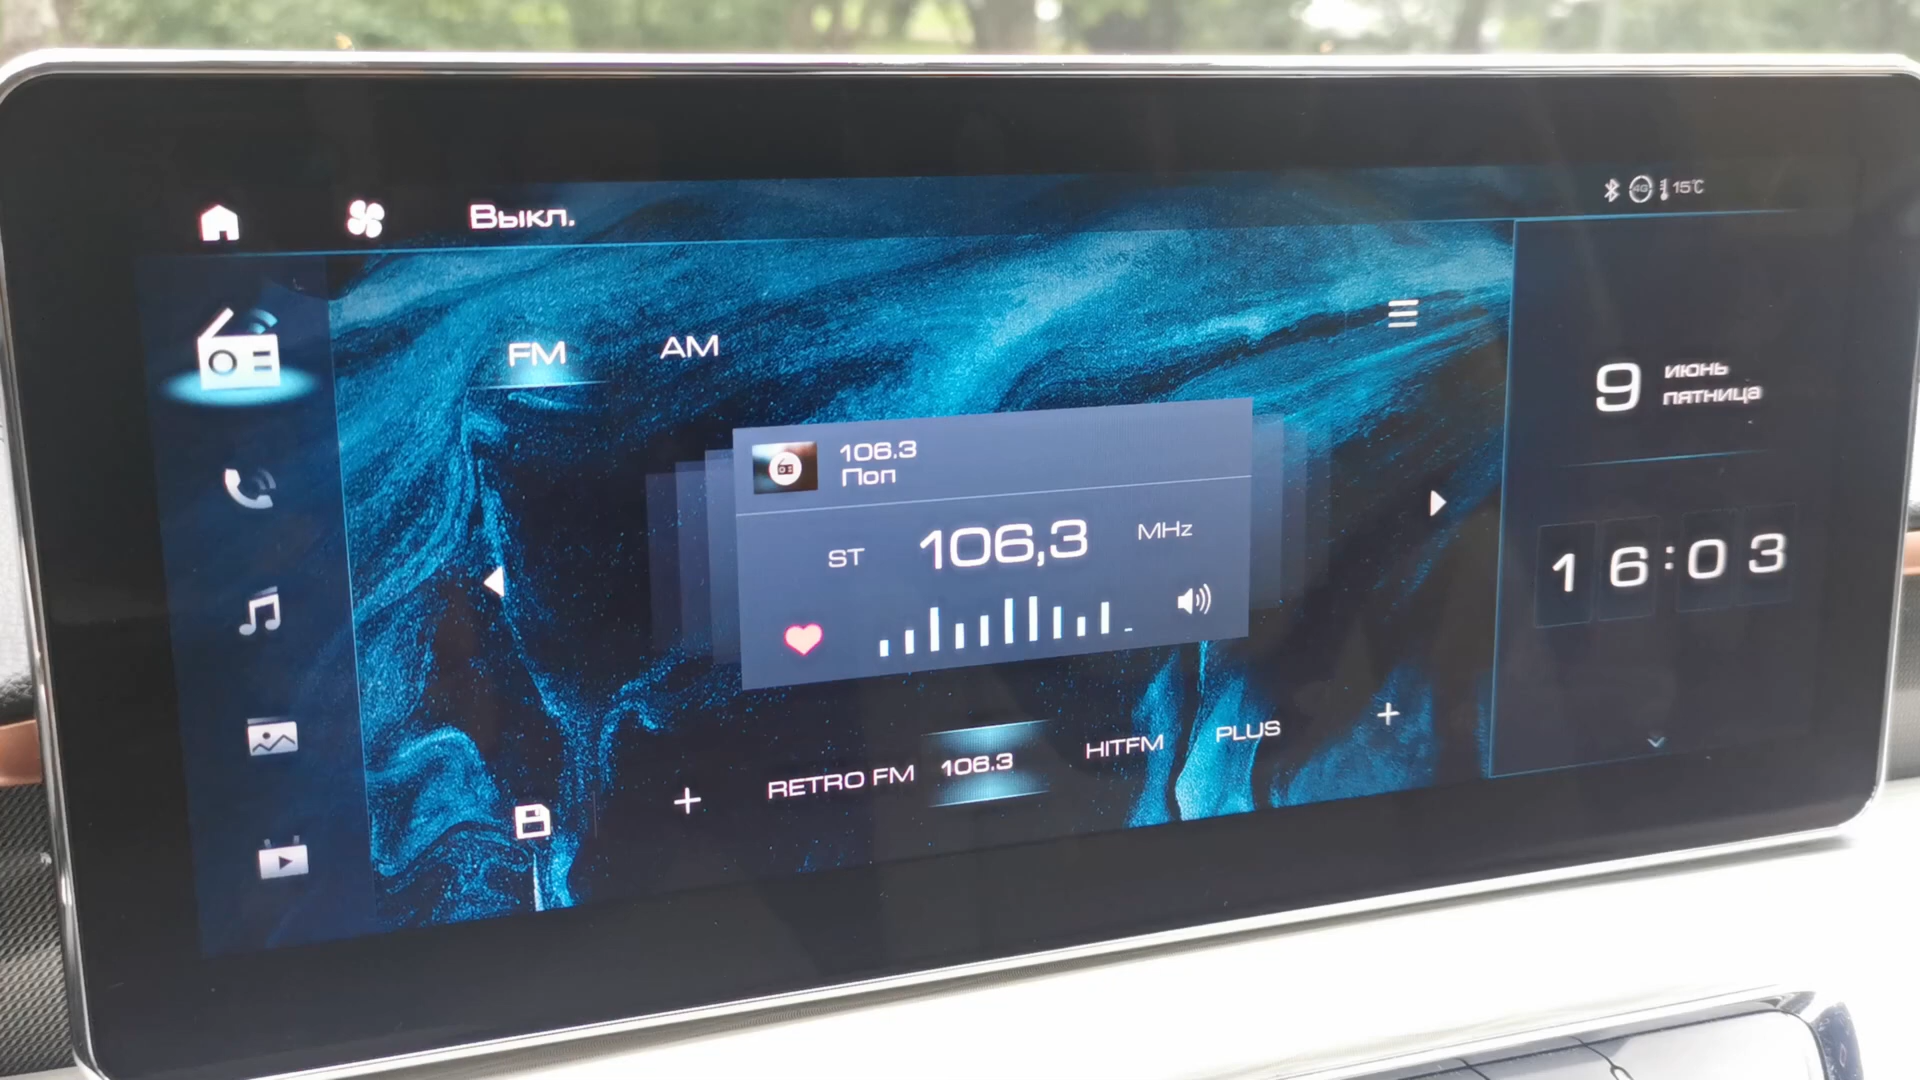 Выкл.
15℃
FM
AM
9
июнь
пятница
106.3
Поп
ST
106,3
MHz
16:03
RETRO FM
106.3
HITFM
PLUS